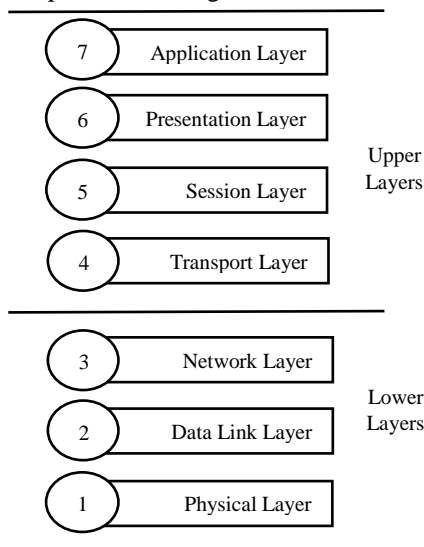 7 Application Layer
6 Presentation Layer
Upper
Layers
5 Session Layer
4 Transport Layer
3 Network Layer
Lower
Layers
2 Data Link Layer
1 Physical Layer